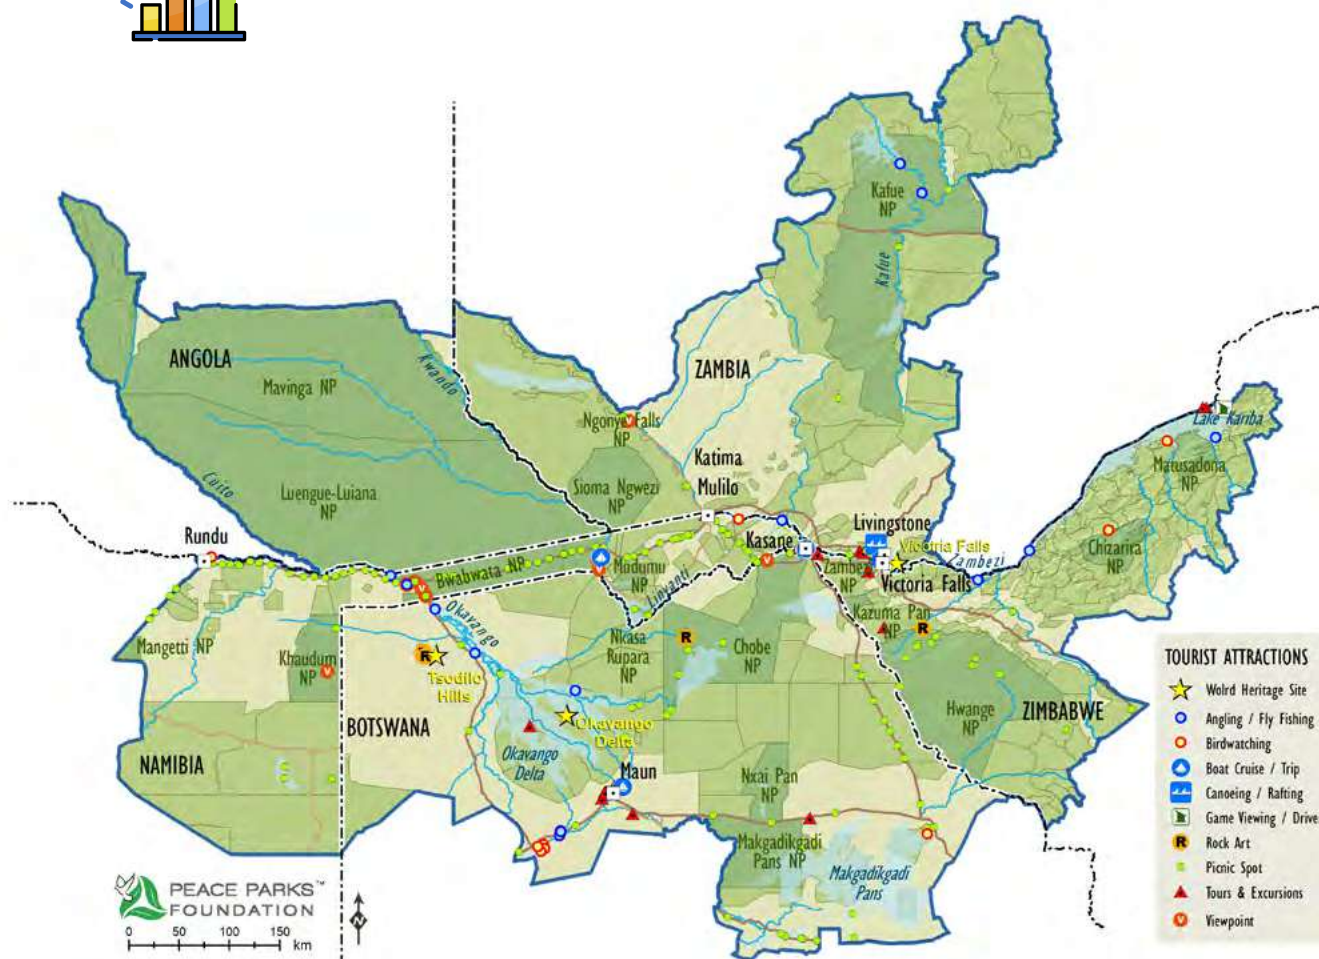 Kafue
NP
Kafue
ANGOLA
Mavinga NP
Kwando
ZAMBIA
Ngonye Falls
NP
Katima
Mulilo
Sioma Ngwezi
NP
Luengue-Luiana
NP
Cuito
Lake Kariba
Matusadona
NP
Chizarira
NP
Livingstone
Victoria Falls
Zambezi
Rundu
Kasane
Bwabwata NP
Mudumu
NP
Linyanti
NP
Victoria Falls
Kazuma Pan
NP
Mangetti NP
Khaudum
NP
Okavango
Tsodilo
Hills
Nkasa
Rupara
NP
Chobe
NP
Hwange
NP
ZIMBABWE
BOTSWANA
Okavango
Delta
Okavango
Delta
NAMIBIA
Maun
Nxai Pan
NP
Makgadikgadi
Pans NP
Makgadikgadi
Pans
TOURIST ATTRACTIONS
Wolrd Heritage Site
Angling / Fly Fishing
Birdwatching
Boat Cruise / Trip
Canoeing / Rafting
Game Viewing / Drive
R Rock Art
Picnic Spot
Tours & Excursions
V Viewpoint
PEACE PARKS™
FOUNDATION
N
0 50 100 150
km